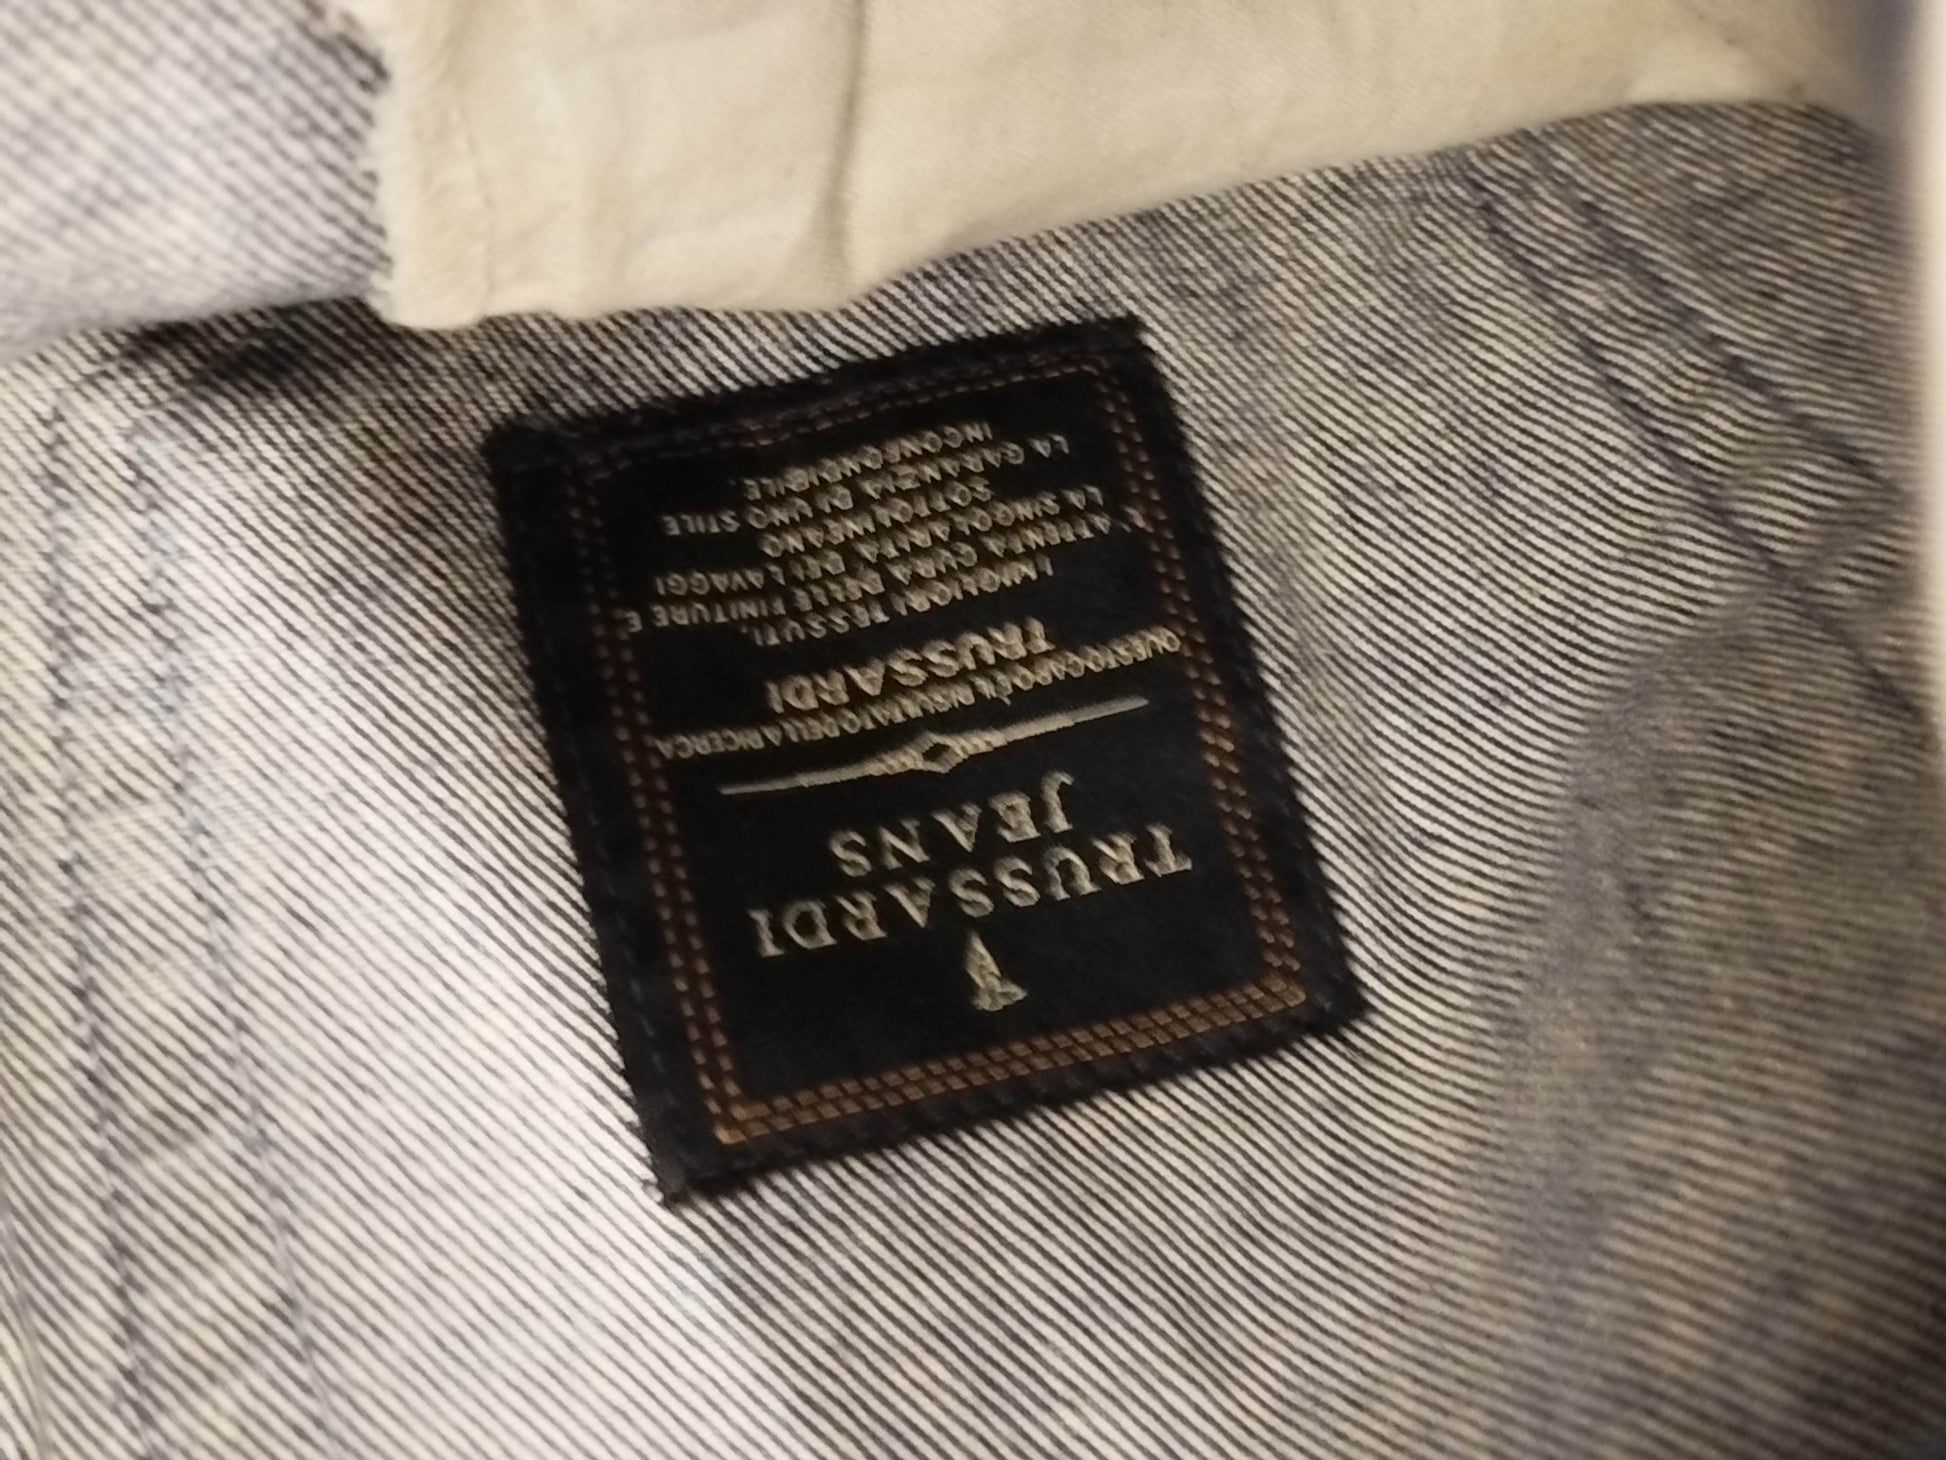 TRUSSARDI
JEANS
QUESTO CAPO È IL RISULTATO DELLA RICERCA
TRUSSARDI
I MIGLIORI TESSUTI,
ATTENTA CURA DELLE FINITURE E
LA SINGOLARITÀ DEI LAVAGGI
SOTTOLINEANO
LA GARANZIA DI UNO STILE
INCONFONDIBILE.